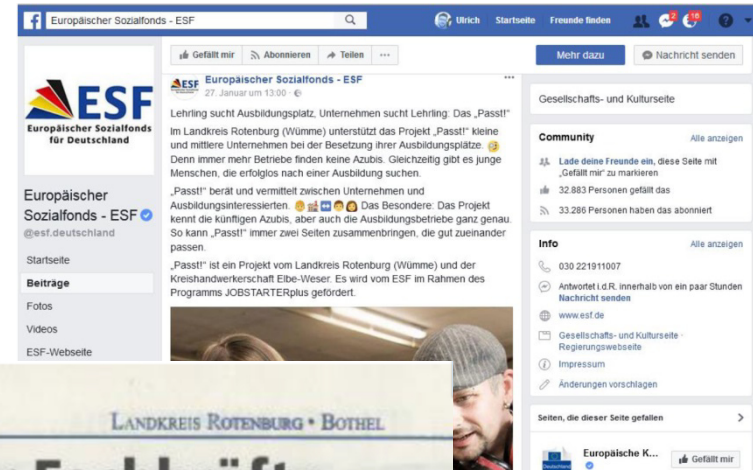 Europäischer Sozialfonds - ESF
Ulrich Startseite Freunde finden
2
Gefällt mir Abonnieren Teilen ...
Mehr dazu Nachricht senden
ESF
Europäischer Sozialfonds
für Deutschland
Europäischer
Sozialfonds - ESF
@esf.deutschland
Startseite
Beiträge
Fotos
Videos
ESF-Webseite
ESF Europäischer Sozialfonds - ESF
27. Januar um 13:00 ·
Lehrling sucht Ausbildungsplatz, Unternehmen sucht Lehrling: Das „Passt!"
Im Landkreis Rotenburg (Wümme) unterstützt das Projekt „Passt!" kleine
und mittlere Unternehmen bei der Besetzung ihrer Ausbildungsplätze.
Denn immer mehr Betriebe finden keine Azubis. Gleichzeitig gibt es junge
Menschen, die erfolglos nach einer Ausbildung suchen.
„Passt!" berät und vermittelt zwischen Unternehmen und
Ausbildungsinteressierten. Das Besondere: Das Projekt
kennt die künftigen Azubis, aber auch die Ausbildungsbetriebe ganz genau.
So kann „Passt!" immer zwei Seiten zusammenbringen, die gut zueinander
passen.
„Passt!" ist ein Projekt vom Landkreis Rotenburg (Wümme) und der
Kreishandwerkerschaft Elbe-Weser. Es wird vom ESF im Rahmen des
Programms JOBSTARTERplus gefördert.
Gesellschafts- und Kulturseite
Community Alle anzeigen
Lade deine Freunde ein, diese Seite mit
„Gefällt mir" zu markieren
32.883 Personen gefällt das
33.286 Personen haben das abonniert
Info Alle anzeigen
030 221911007
Antwortet i.d.R. innerhalb von ein paar Stunden
Nachricht senden
www.esf.de
Gesellschafts- und Kulturseite ·
Regierungswebseite
Impressum
Änderungen vorschlagen
Seiten, die dieser Seite gefallen
Europäische K... Gefällt mir
LANDKREIS ROTENBURG • BOTHEL